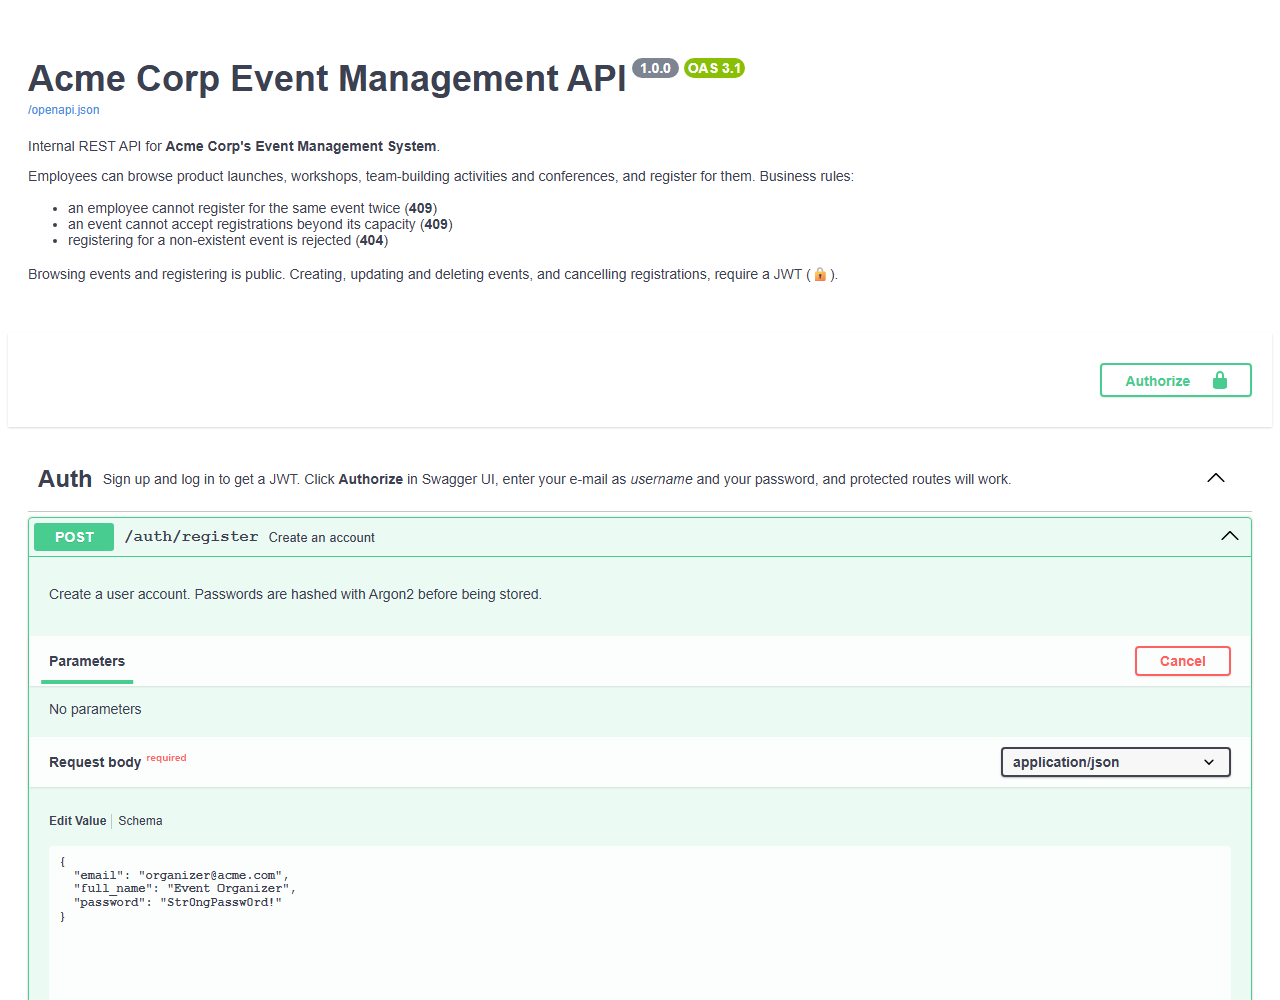 Acme Corp Event Management API 1.0.0 OAS 3.1
/openapi.json
Internal REST API for Acme Corp's Event Management System.
Employees can browse product launches, workshops, team-building activities and conferences, and register for them. Business rules:
• an employee cannot register for the same event twice (409)
• an event cannot accept registrations beyond its capacity (409)
• registering for a non-existent event is rejected (404)
Browsing events and registering is public. Creating, updating and deleting events, and cancelling registrations, require a JWT (🔒).
Authorize
Auth Sign up and log in to get a JWT. Click Authorize in Swagger UI, enter your e-mail as username and your password, and protected routes will work.
POST /auth/register Create an account
Create a user account. Passwords are hashed with Argon2 before being stored.
Parameters Cancel
No parameters
Request body required application/json
Edit Value Schema
{
  "email": "organizer@acme.com",
  "full_name": "Event Organizer",
  "password": "Str0ngPassw0rd!"
}